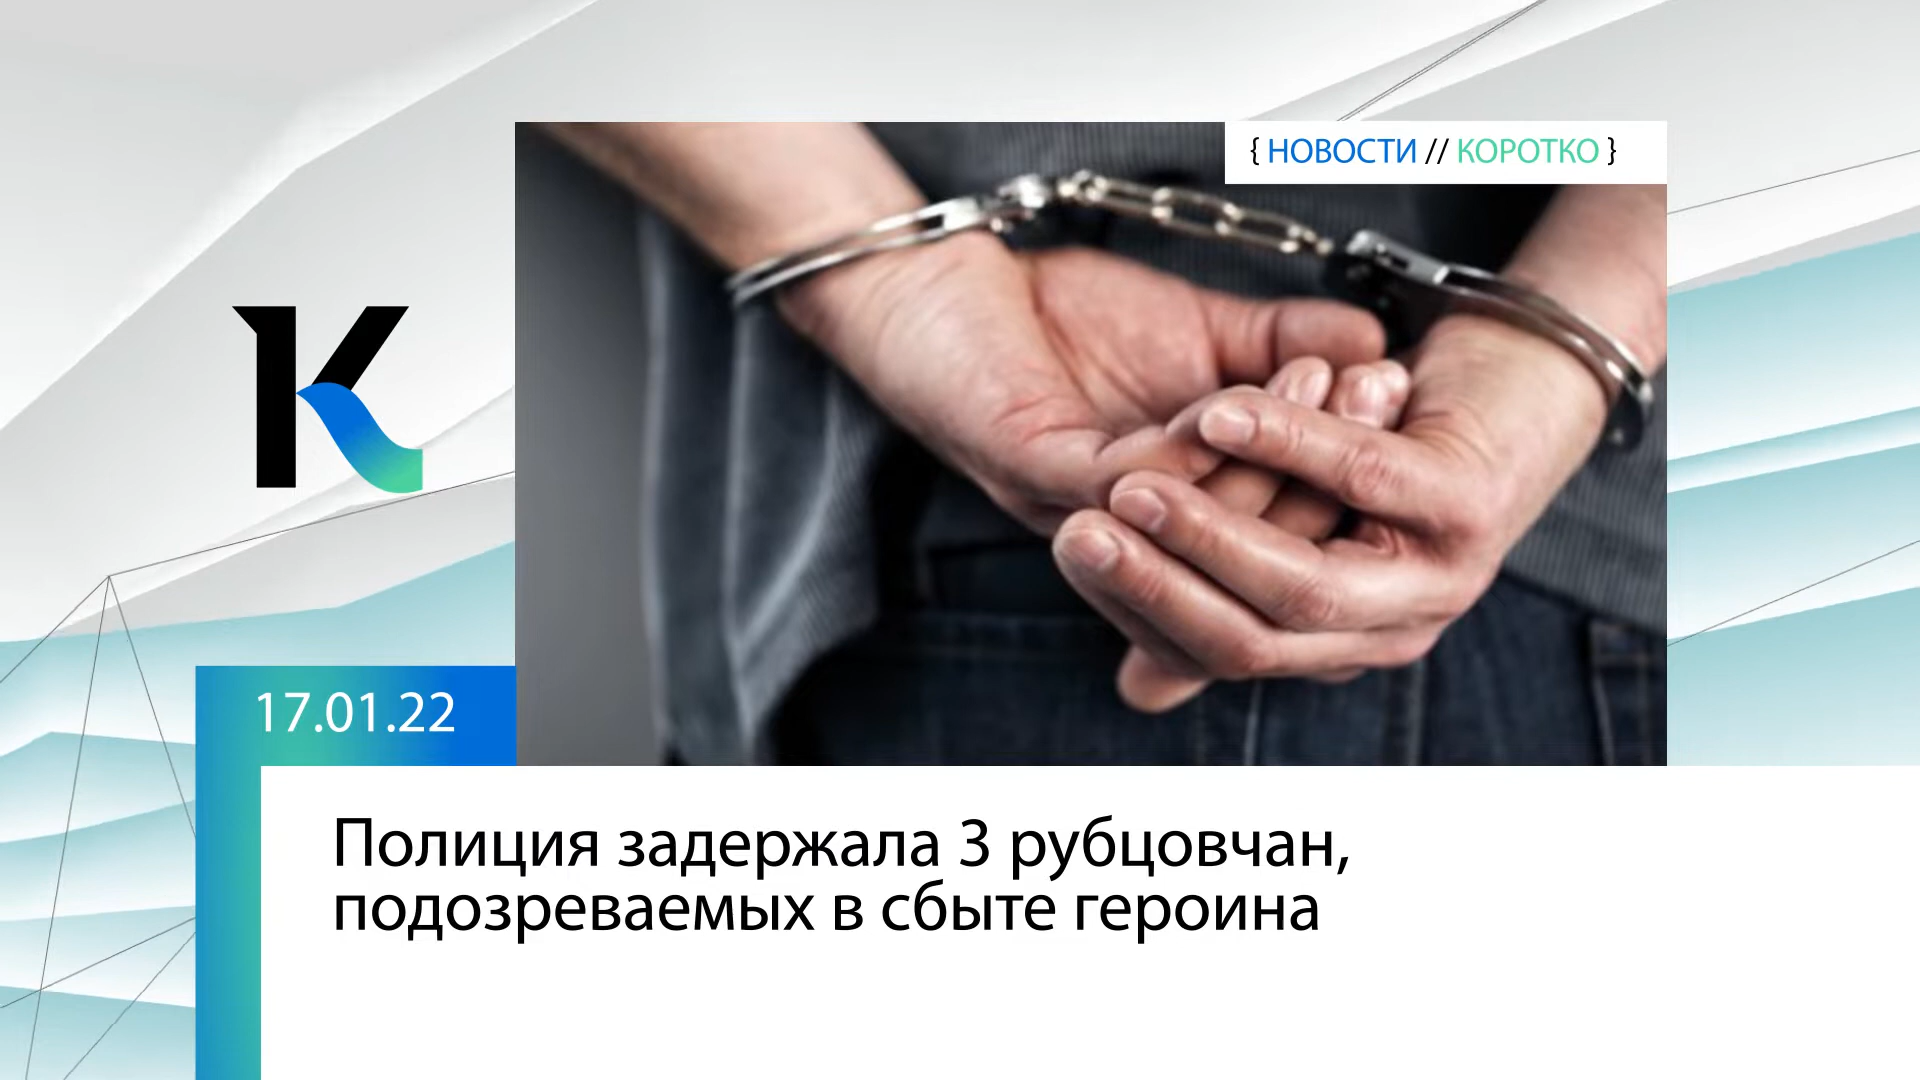 { НОВОСТИ // КОРОТКО }
К
17.01.22
Полиция задержала 3 рубцовчан,
подозреваемых в сбыте героина